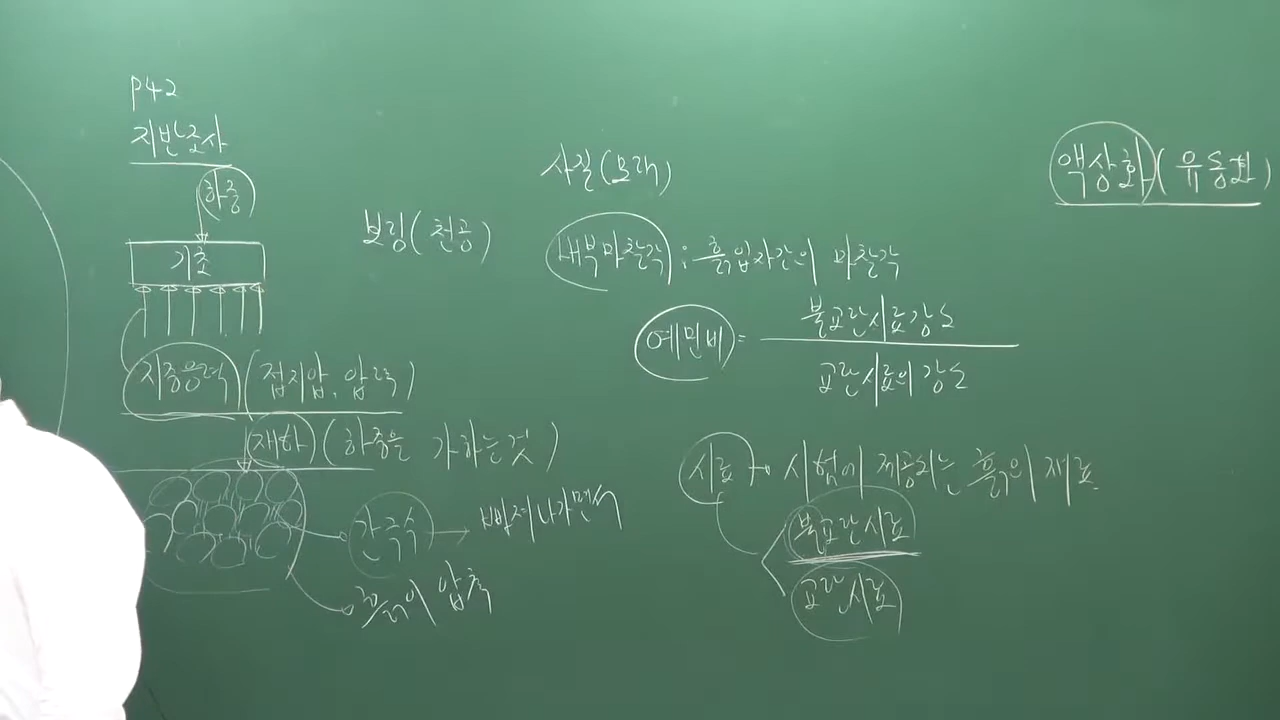 P42
지반조사
하중
기초
지중응력(접지압, 압력)
재하(하중을 가하는것)
간극수 → 빠져나가면서
흙의 압축
보링(천공)
사질(모래)
내부마찰각 : 흙입자간의 마찰각
예민비 = 불교란시료강도
교란시료의 강도
시료 → 시험에 제공되는 흙의 재료.
불교란시료
교란시료
액상화(유동화)